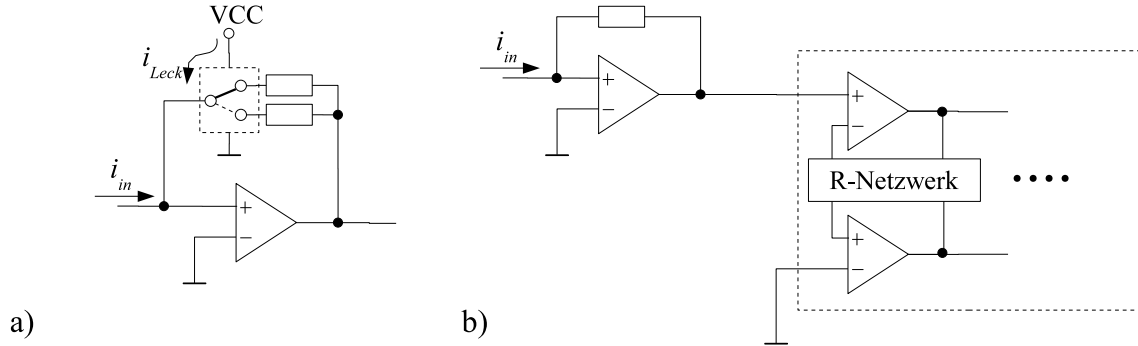 VCC
i_Leck
i_in
+
−
a)
i_in
+
−
b)
+
−
R-Netzwerk
+
−